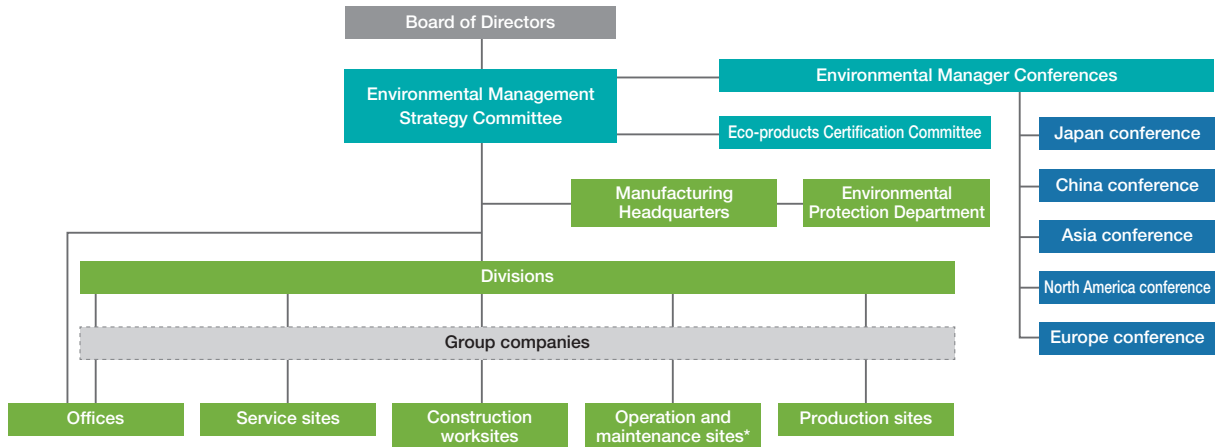 Board of Directors
Environmental Management
Strategy Committee
Environmental Manager Conferences
Eco-products Certification Committee
Japan conference
China conference
Asia conference
North America conference
Europe conference
Manufacturing
Headquarters
Environmental
Protection Department
Divisions
Group companies
Offices
Service sites
Construction
worksites
Operation and
maintenance sites*
Production sites